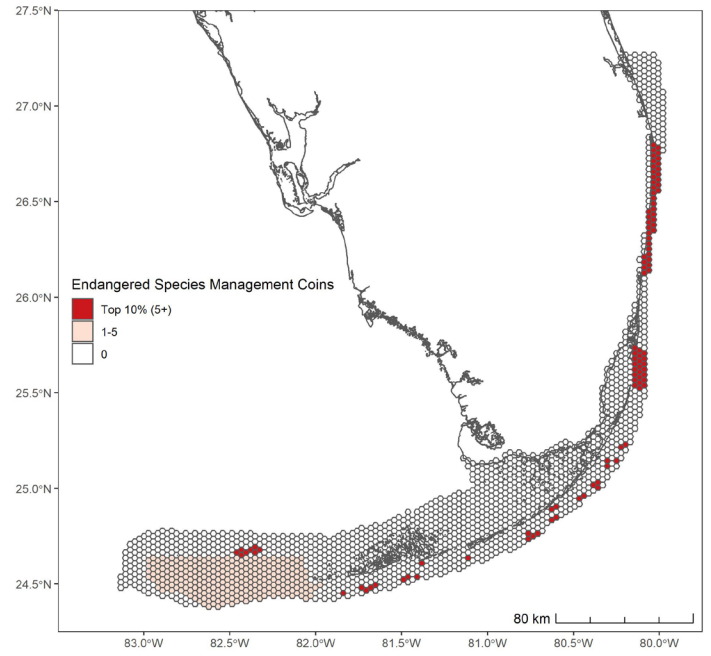 27.5°N
27.0°N
26.5°N
26.0°N
25.5°N
25.0°N
24.5°N
Endangered Species Management Coins
Top 10% (5+)
1-5
0
80 km
83.0°W 82.5°W 82.0°W 81.5°W 81.0°W 80.5°W 80.0°W